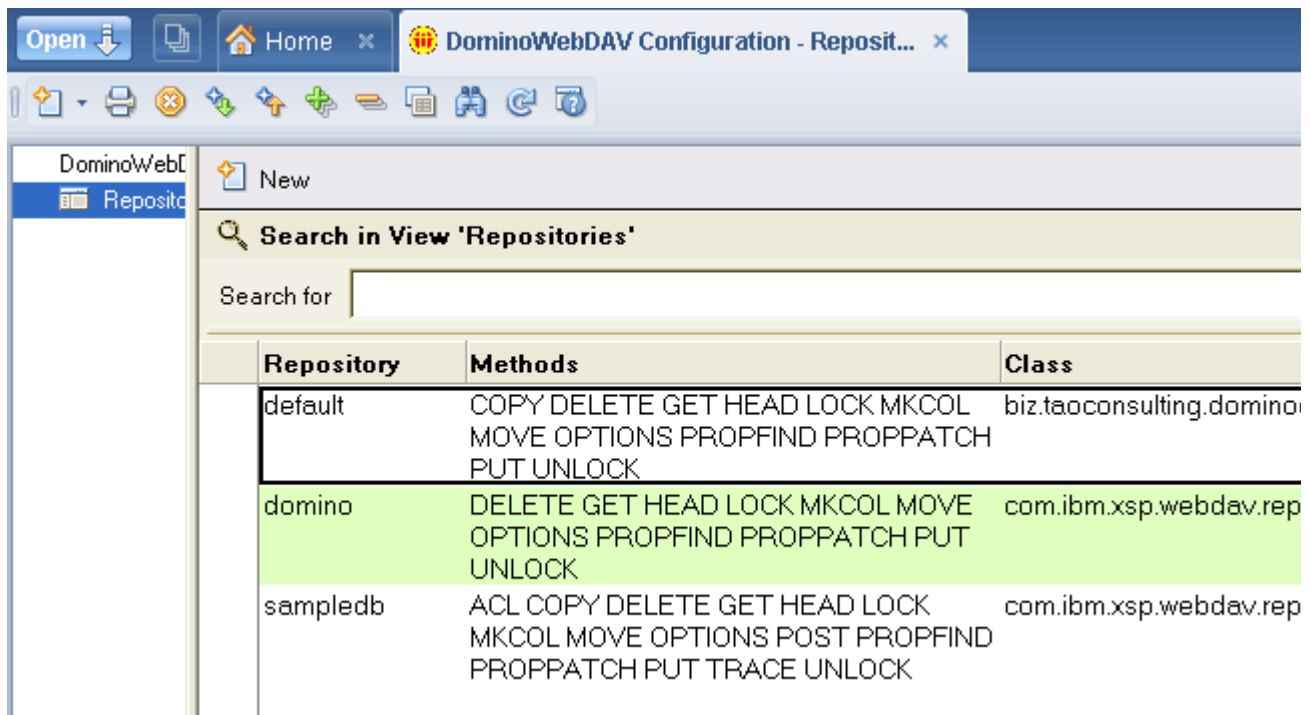 Open
Home
DominoWebDAV Configuration - Reposit...
DominoWeb
Reposito
New
Search in View 'Repositories'
Search for
Repository Methods Class
default COPY DELETE GET HEAD LOCK MKCOL biz.taoconsulting.domino
MOVE OPTIONS PROPFIND PROPPATCH
PUT UNLOCK
domino DELETE GET HEAD LOCK MKCOL MOVE com.ibm.xsp.webdav.rep
OPTIONS PROPFIND PROPPATCH PUT
UNLOCK
sampledb ACL COPY DELETE GET HEAD LOCK com.ibm.xsp.webdav.rep
MKCOL MOVE OPTIONS POST PROPFIND
PROPPATCH PUT TRACE UNLOCK